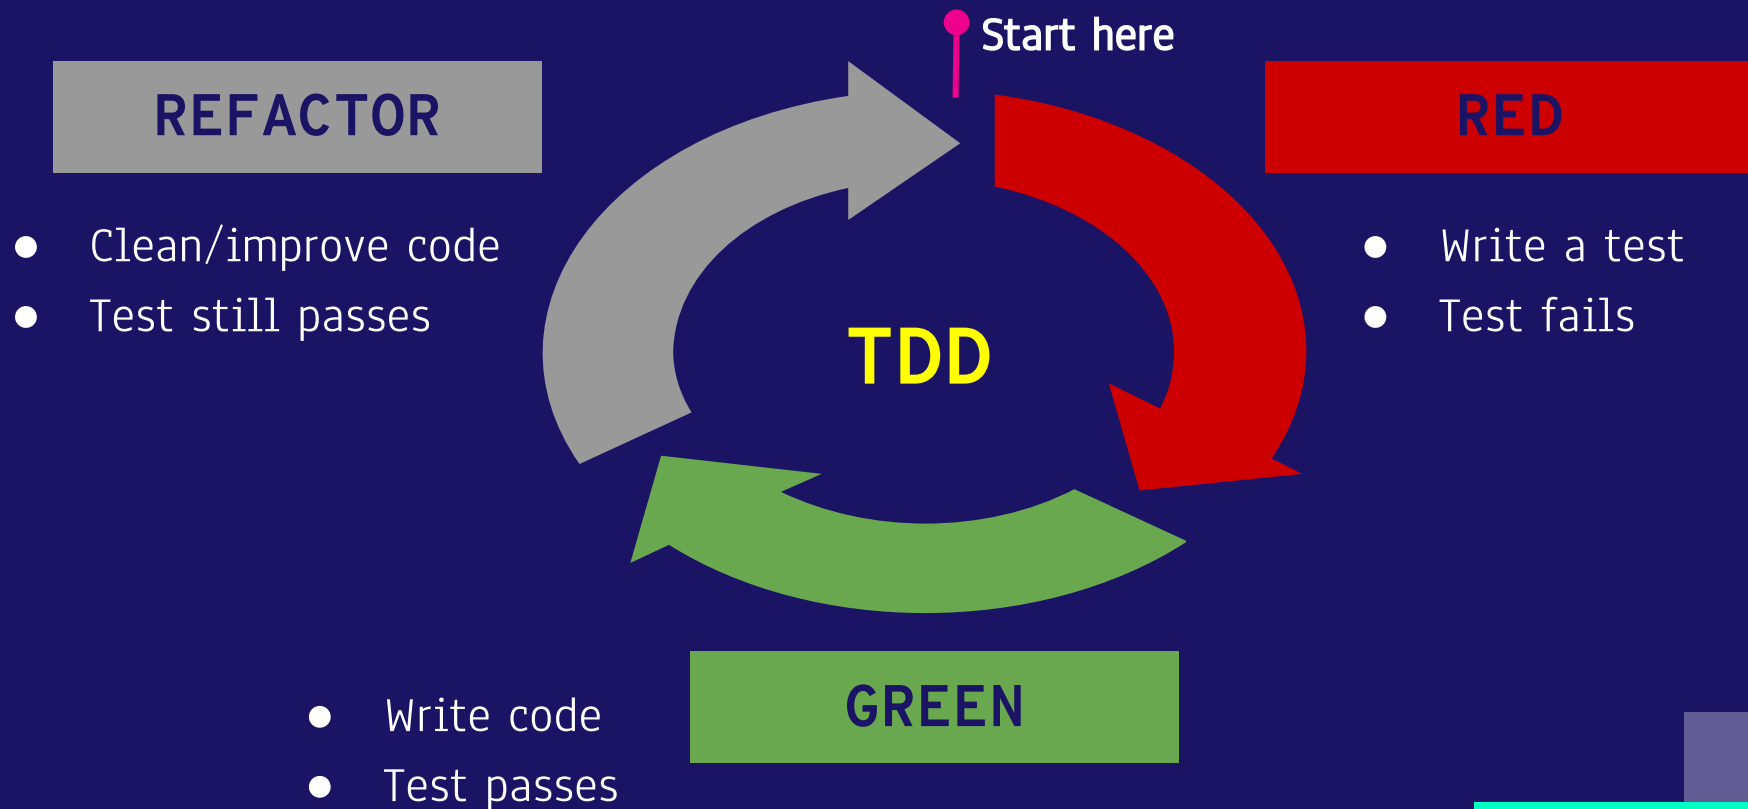 Start here
REFACTOR
RED
● Clean/improve code
● Test still passes
● Write a test
● Test fails
TDD
GREEN
● Write code
● Test passes